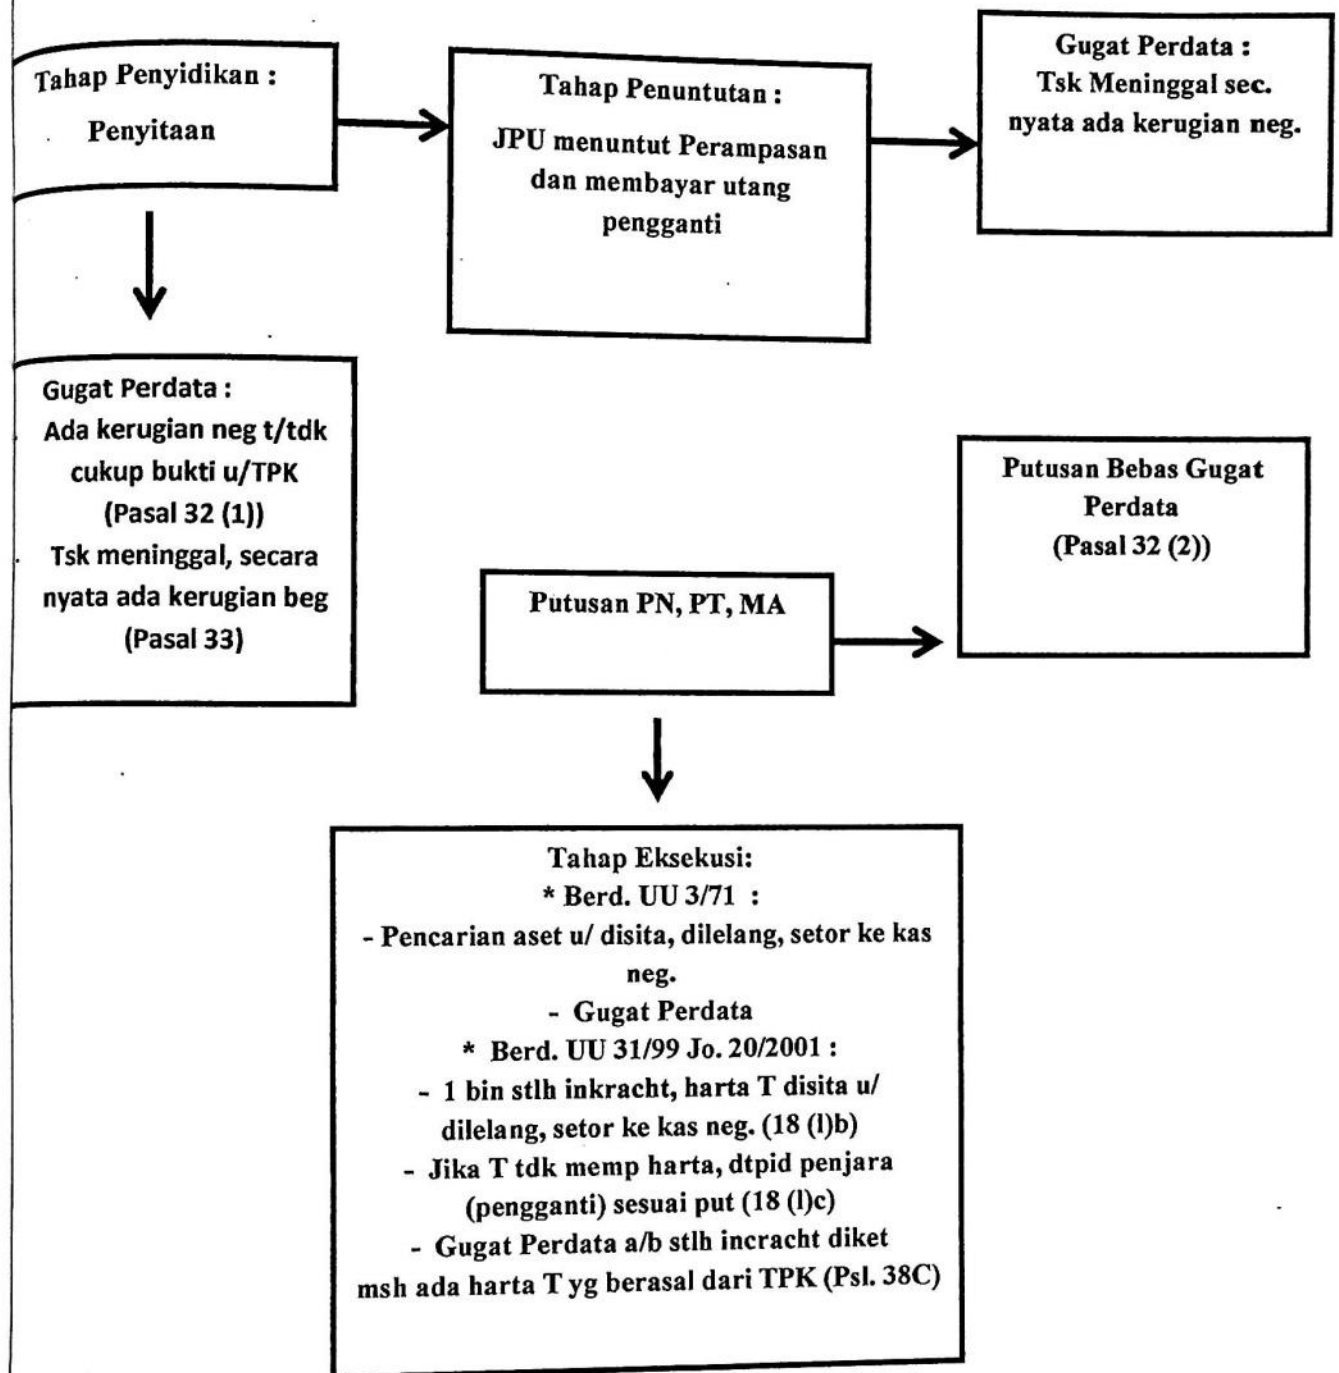 Tahap Penyidikan :
Penyitaan
Tahap Penuntutan :
JPU menuntut Perampasan
dan membayar utang
pengganti
Gugat Perdata :
Tsk Meninggal sec.
nyata ada kerugian neg.
Gugat Perdata :
Ada kerugian neg t/tdk
cukup bukti u/TPK
(Pasal 32 (1))
Tsk meninggal, secara
nyata ada kerugian beg
(Pasal 33)
Putusan Bebas Gugat
Perdata
(Pasal 32 (2))
Putusan PN, PT, MA
Tahap Eksekusi:
* Berd. UU 3/71 :
- Pencarian aset u/ disita, dilelang, setor ke kas
neg.
- Gugat Perdata
* Berd. UU 31/99 Jo. 20/2001 :
- 1 bin stlh inkracht, harta T disita u/
dilelang, setor ke kas neg. (18 (l)b)
- Jika T tdk memp harta, dtpid penjara
(pengganti) sesuai put (18 (l)c)
- Gugat Perdata a/b stlh incracht diket
msh ada harta T yg berasal dari TPK (Psl. 38C)